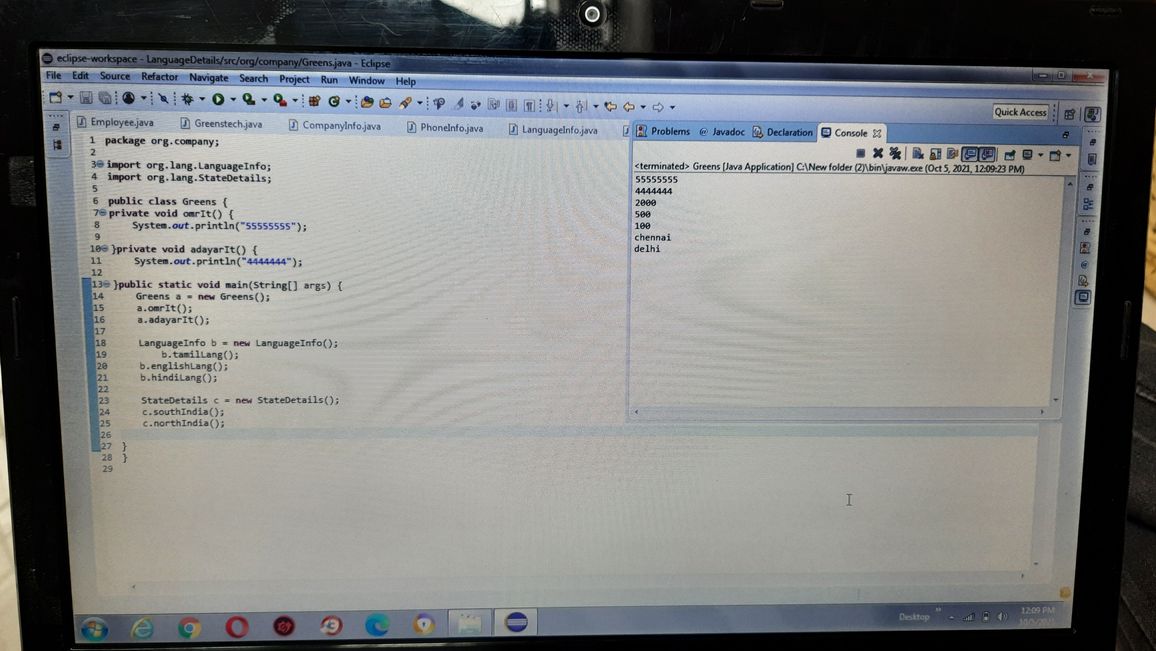 eclipse-workspace - LanguageDetails/src/org/company/Greens.java - Eclipse
File Edit Source Refactor Navigate Search Project Run Window Help
Quick Access
Employee.java Greenstech.java CompanyInfo.java PhoneInfo.java LanguageInfo.java
Problems @ Javadoc Declaration Console
<terminated> Greens [Java Application] C:\New folder (2)\bin\javaw.exe (Oct 5, 2021, 12:09:23 PM)
55555555
4444444
2000
500
100
chennai
delhi
1 package org.company;
2
3 import org.lang.LanguageInfo;
4 import org.lang.StateDetails;
5
6 public class Greens {
7 private void omrIt() {
8 System.out.println("55555555");
9
10 }private void adayarIt() {
11 System.out.println("4444444");
12
13 }public static void main(String[] args) {
14 Greens a = new Greens();
15 a.omrIt();
16 a.adayarIt();
17
18 LanguageInfo b = new LanguageInfo();
19 b.tamilLang();
20 b.englishLang();
21 b.hindiLang();
22
23 StateDetails c = new StateDetails();
24 c.southIndia();
25 c.northIndia();
26
27 }
28 }
29
Desktop
12:09 PM
10/5/2021